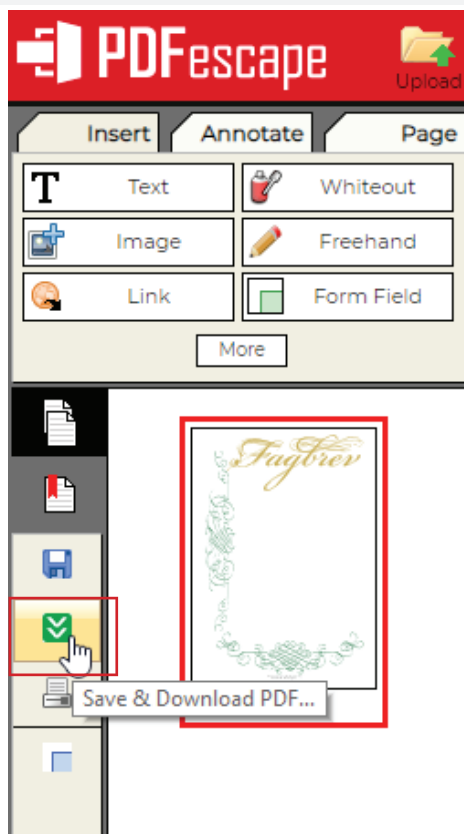 PDFescape
Upload
Insert Annotate Page
Text Whiteout
Image Freehand
Link Form Field
More
Fagbrev
Save & Download PDF...